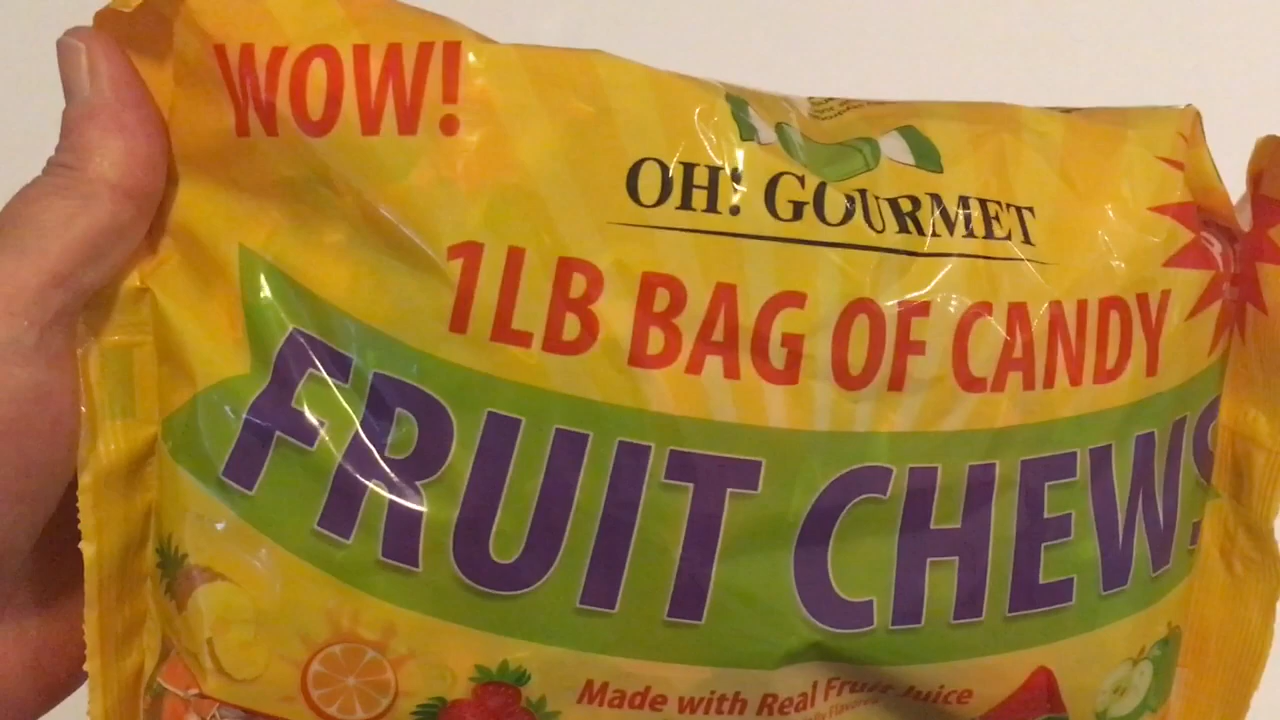 WOW!
OH! GOURMET
1LB BAG OF CANDY
FRUIT CHEWS
Made with Real Fruit Juice